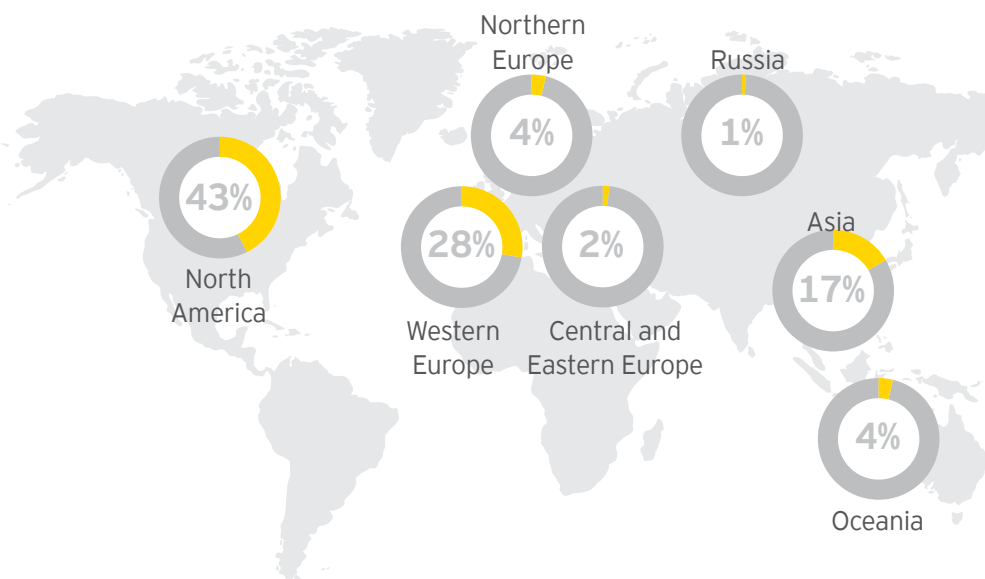 Northern
Europe
4%
Russia
1%
43%
North
America
28%
Western
Europe
2%
Central and
Eastern Europe
Asia
17%
4%
Oceania